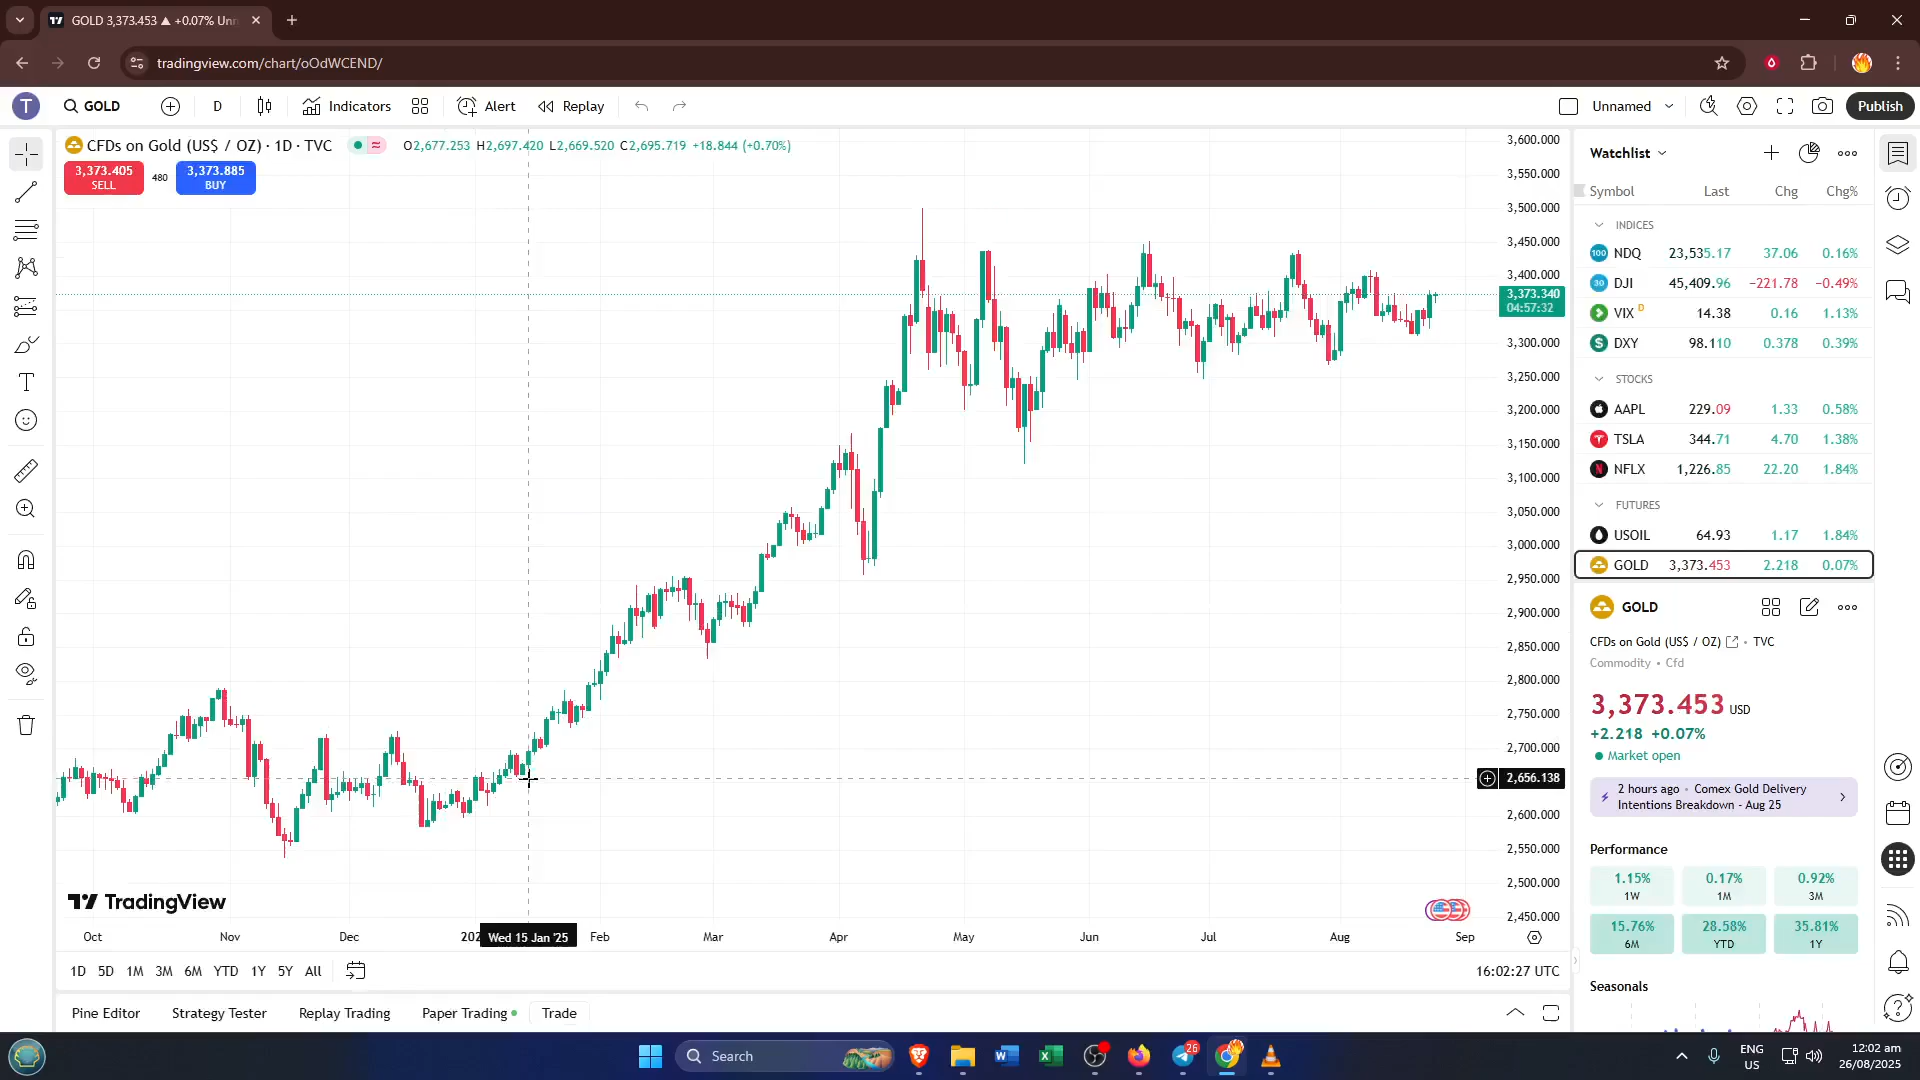 GOLD 3,373.453 ▲ +0.07% Unn
tradingview.com/chart/oOdWCEND/
T
GOLD
D
Indicators
Alert
Replay
Unnamed
Publish
CFDs on Gold (US$ / OZ) · 1D · TVC
O2,677.253 H2,697.420 L2,669.520 C2,695.719 +18.844 (+0.70%)
3,373.405
SELL
480
3,373.885
BUY
3,600.000
3,550.000
3,500.000
3,450.000
3,400.000
3,373.340
04:57:32
3,300.000
3,250.000
3,200.000
3,150.000
3,100.000
3,050.000
3,000.000
2,950.000
2,900.000
2,850.000
2,800.000
2,750.000
2,700.000
2,656.138
2,600.000
2,550.000
2,500.000
2,450.000
TradingView
Oct
Nov
Dec
202
Wed 15 Jan '25
Feb
Mar
Apr
May
Jun
Jul
Aug
Sep
1D 5D 1M 3M 6M YTD 1Y 5Y All
16:02:27 UTC
Pine Editor
Strategy Tester
Replay Trading
Paper Trading
Trade
Watchlist
Symbol Last Chg Chg%
INDICES
100 NDQ 23,535.17 37.06 0.16%
30 DJI 45,409.96 −221.78 −0.49%
VIX D 14.38 0.16 1.13%
$ DXY 98.110 0.378 0.39%
STOCKS
AAPL 229.09 1.33 0.58%
TSLA 344.71 4.70 1.38%
N NFLX 1,226.85 22.20 1.84%
FUTURES
USOIL 64.93 1.17 1.84%
GOLD 3,373.453 2.218 0.07%
GOLD
CFDs on Gold (US$ / OZ) • TVC
Commodity • Cfd
3,373.453 USD
+2.218 +0.07%
Market open
2 hours ago • Comex Gold Delivery
Intentions Breakdown - Aug 25
Performance
1.15%
1W
0.17%
1M
0.92%
3M
15.76%
6M
28.58%
YTD
35.81%
1Y
Seasonals
Search
26
ENG
US
12:02 am
26/08/2025